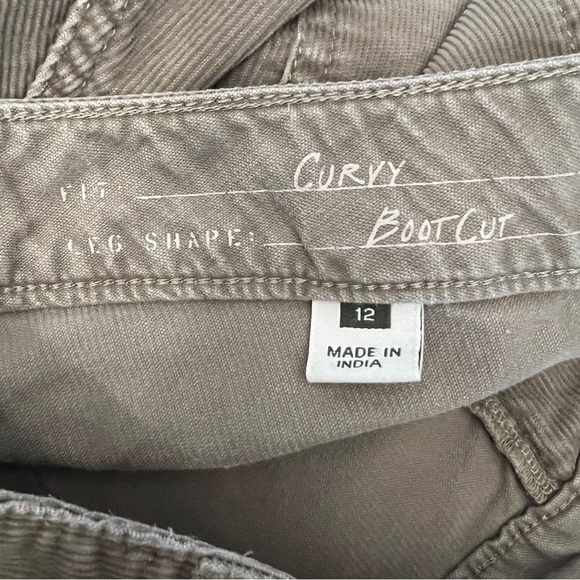 FIT: CURVY
LEG SHAPE: BOOT CUT
12
MADE IN
INDIA